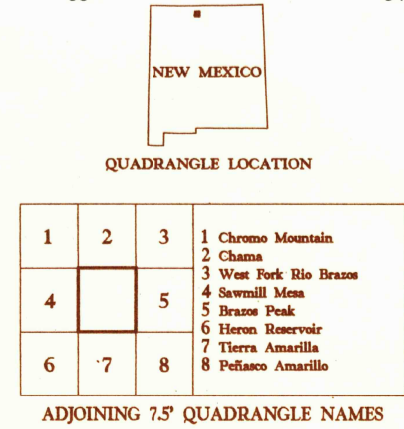 NEW MEXICO
QUADRANGLE LOCATION
1 2 3
4 5
6 7 8
1 Chromo Mountain
2 Chama
3 West Fork Rio Brazos
4 Sawmill Mesa
5 Brazos Peak
6 Heron Reservoir
7 Tierra Amarilla
8 Peñasco Amarillo
ADJOINING 7.5' QUADRANGLE NAMES